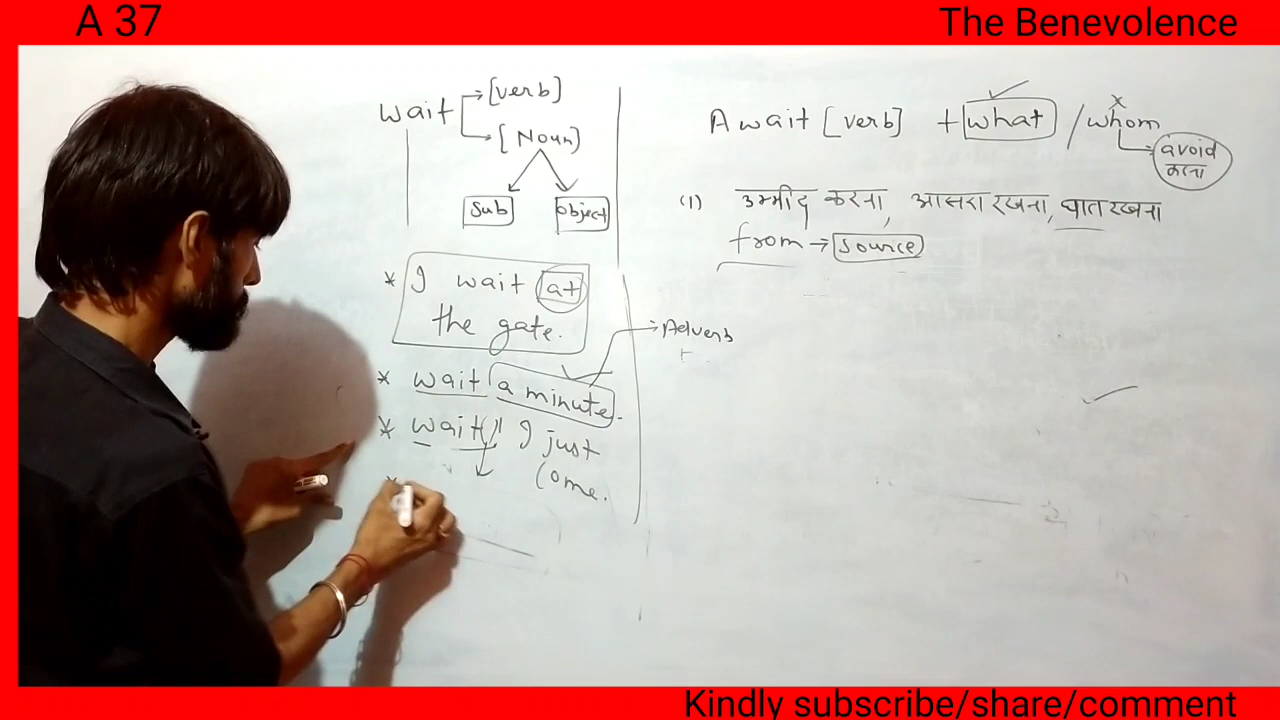 A 37
The Benevolence
wait [verb]
[Noun]
sub object
* I wait at
the gate.
* wait a minute.
Adverb
* wait, I just
come.
Await [verb] + what / whom
avoid
करना
(1) उम्मीद करना, आसरा रखना, घात रखना
from → source
Kindly subscribe/share/comment